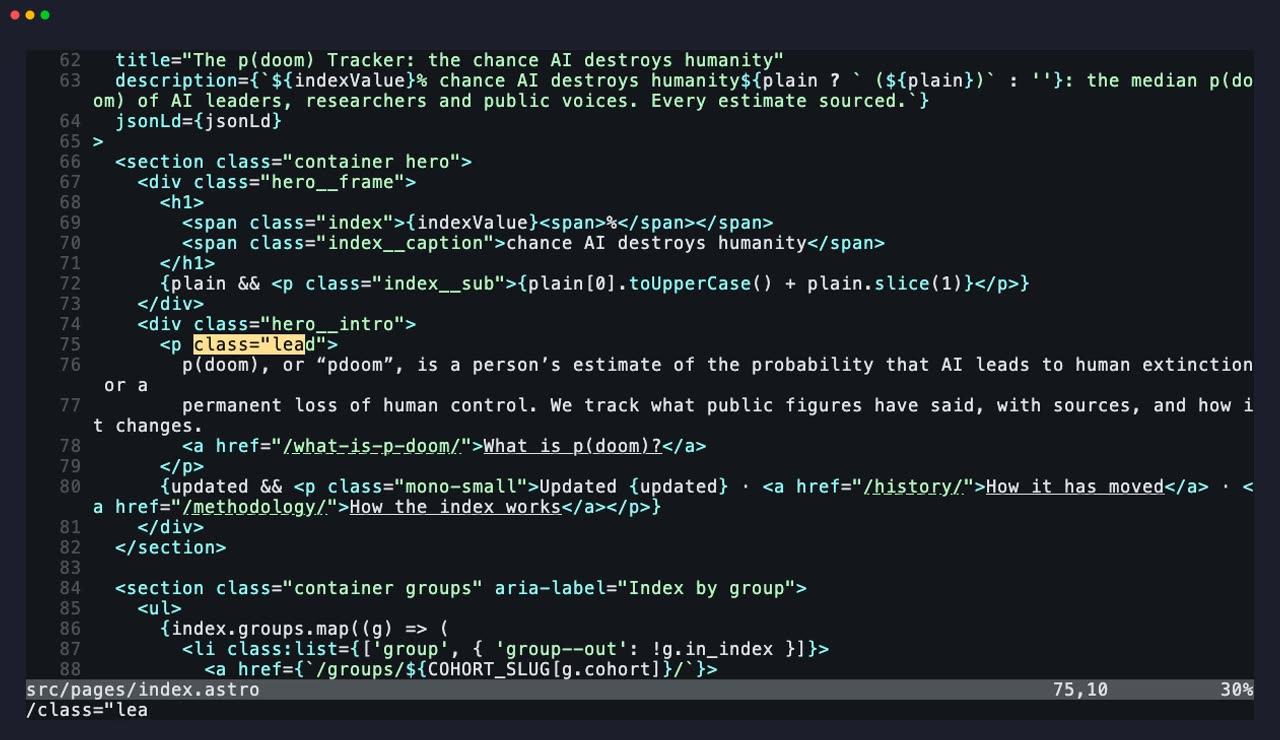 62   title="The p(doom) Tracker: the chance AI destroys humanity"
63   description={`${indexValue}% chance AI destroys humanity${plain ? ` (${plain})` : ''}: the median p(do
om) of AI leaders, researchers and public voices. Every estimate sourced.`}
64   jsonLd={jsonLd}
65 >
66   <section class="container hero">
67     <div class="hero__frame">
68       <h1>
69         <span class="index">{indexValue}<span>%</span></span>
70         <span class="index__caption">chance AI destroys humanity</span>
71       </h1>
72       {plain && <p class="index__sub">{plain[0].toUpperCase() + plain.slice(1)}</p>}
73     </div>
74     <div class="hero__intro">
75       <p class="lead">
76         p(doom), or “pdoom”, is a person’s estimate of the probability that AI leads to human extinction
 or a
77         permanent loss of human control. We track what public figures have said, with sources, and how i
t changes.
78         <a href="/what-is-p-doom/">What is p(doom)?</a>
79       </p>
80       {updated && <p class="mono-small">Updated {updated} · <a href="/history/">How it has moved</a> · <
a href="/methodology/">How the index works</a></p>}
81     </div>
82   </section>
83
84   <section class="container groups" aria-label="Index by group">
85     <ul>
86       {index.groups.map((g) => (
87         <li class:list={['group', { 'group--out': !g.in_index }]}>
88           <a href={`/groups/${COHORT_SLUG[g.cohort]}/`}>
src/pages/index.astro 75,10 30%
/class="lea